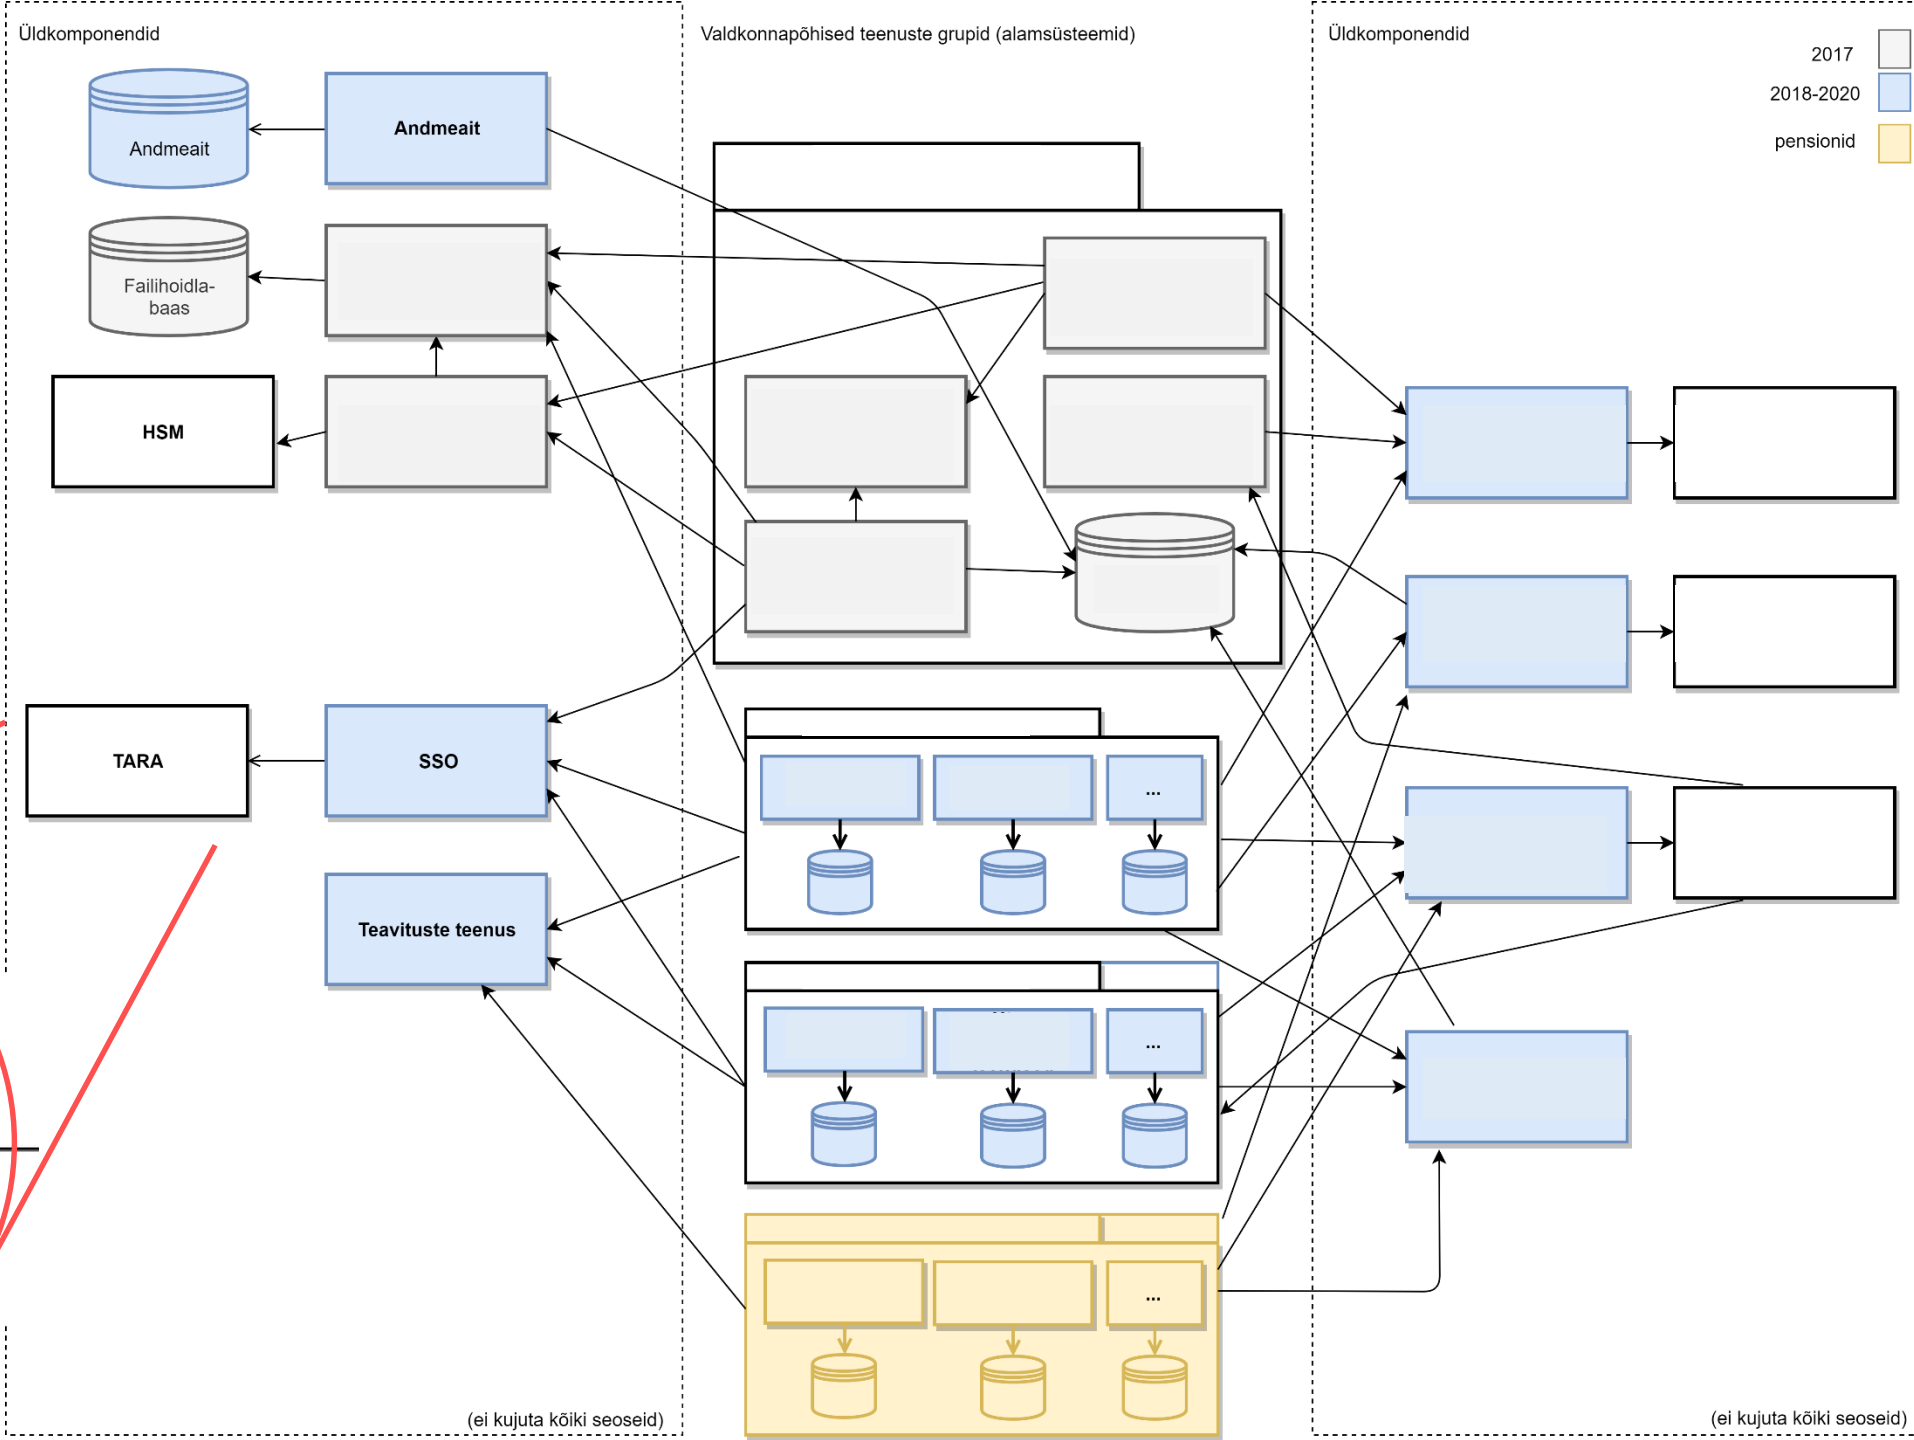 Üldkomponendid
Valdkonnapõhised teenuste grupid (alamsüsteemid)
Üldkomponendid
2017
2018-2020
pensionid
Andmeait
Andmeait
Failihoidla-
baas
HSM
TARA
SSO
Teavituste teenus
...
...
...
(ei kujuta kõiki seoseid)
(ei kujuta kõiki seoseid)